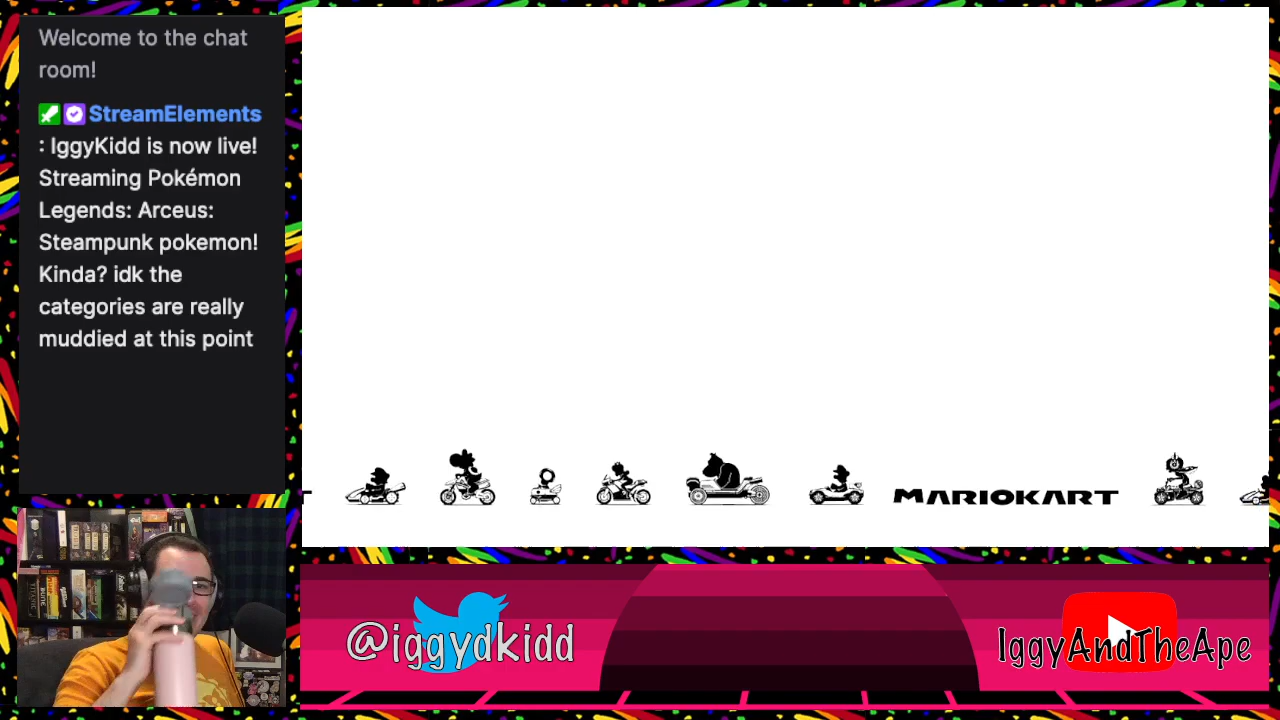 Welcome to the chat
room!
StreamElements
: IggyKidd is now live!
Streaming Pokémon
Legends: Arceus:
Steampunk pokemon!
Kinda? idk the
categories are really
muddied at this point
MARIOKART
@iggydkidd
IggyAndTheApe